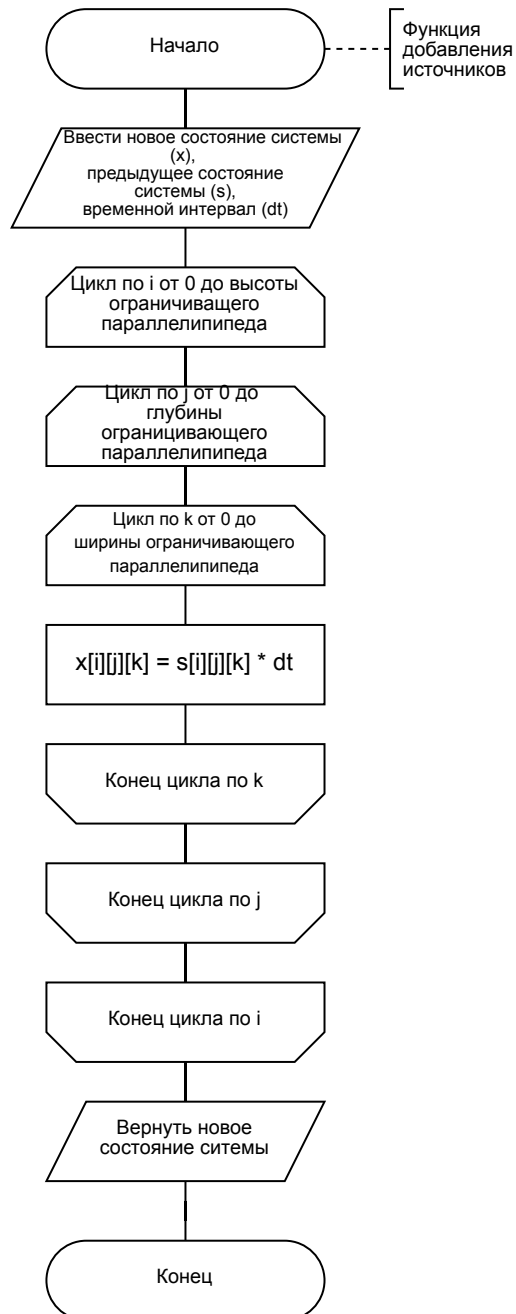 Начало
Функция
добавления
источников
Ввести новое состояние системы
(x),
предыдущее состояние
системы (s),
временной интервал (dt)
Цикл по i от 0 до высоты
ограничиващего
параллелипипеда
Цикл по j от 0 до
глубины
ограницивающего
параллелипипеда
Цикл по k от 0 до
ширины ограничивающего
параллелипипеда
x[i][j][k] = s[i][j][k] * dt
Конец цикла по k
Конец цикла по j
Конец цикла по i
Вернуть новое
состояние ситемы
Конец